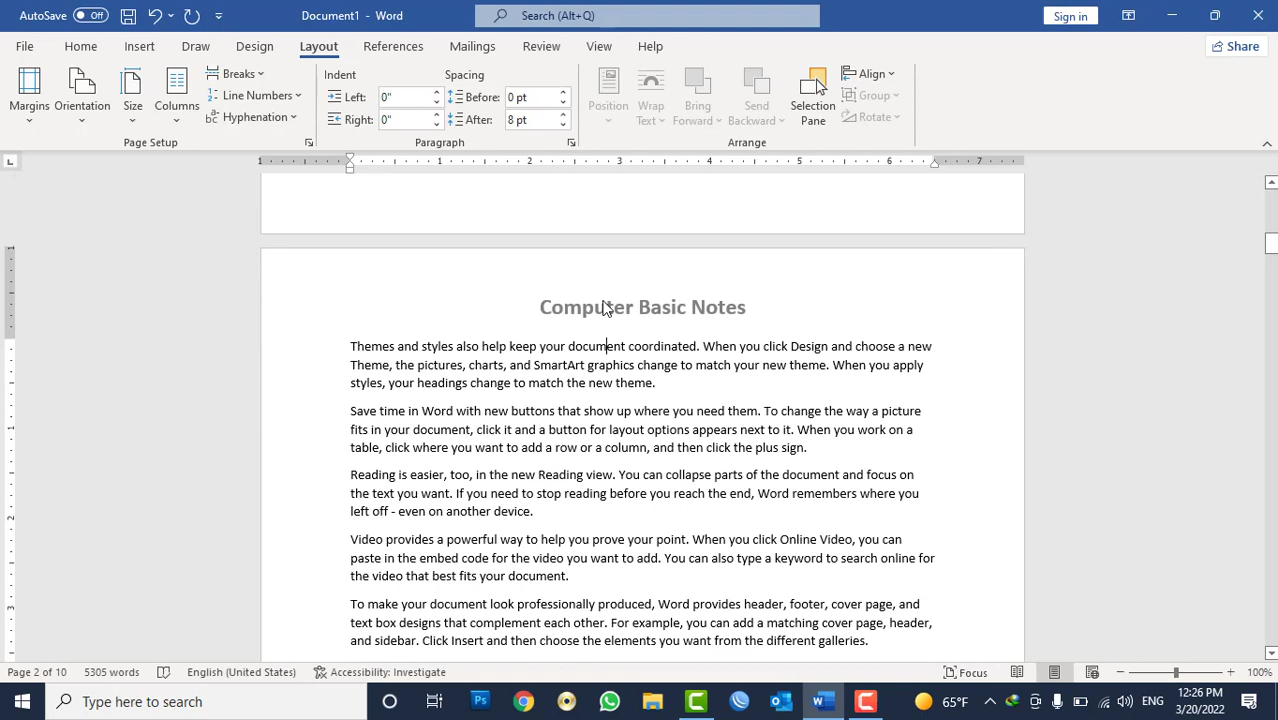 AutoSave Off Document1 - Word Search (Alt+Q) Sign in
File Home Insert Draw Design Layout References Mailings Review View Help Share
Margins Orientation Size Columns
Breaks
Line Numbers
Hyphenation
Page Setup
Indent Spacing
Left: 0" Before: 0 pt
Right: 0" After: 8 pt
Paragraph
Position Wrap Text Bring Forward Send Backward Selection Pane
Align
Group
Rotate
Arrange
1 1 2 3 4 5 6 7
Computer Basic Notes
Themes and styles also help keep your document coordinated. When you click Design and choose a new
Theme, the pictures, charts, and SmartArt graphics change to match your new theme. When you apply
styles, your headings change to match the new theme.
Save time in Word with new buttons that show up where you need them. To change the way a picture
fits in your document, click it and a button for layout options appears next to it. When you work on a
table, click where you want to add a row or a column, and then click the plus sign.
Reading is easier, too, in the new Reading view. You can collapse parts of the document and focus on
the text you want. If you need to stop reading before you reach the end, Word remembers where you
left off - even on another device.
Video provides a powerful way to help you prove your point. When you click Online Video, you can
paste in the embed code for the video you want to add. You can also type a keyword to search online for
the video that best fits your document.
To make your document look professionally produced, Word provides header, footer, cover page, and
text box designs that complement each other. For example, you can add a matching cover page, header,
and sidebar. Click Insert and then choose the elements you want from the different galleries.
Page 2 of 10 5305 words English (United States) Accessibility: Investigate Focus 100%
Type here to search 65°F ENG 12:26 PM
3/20/2022